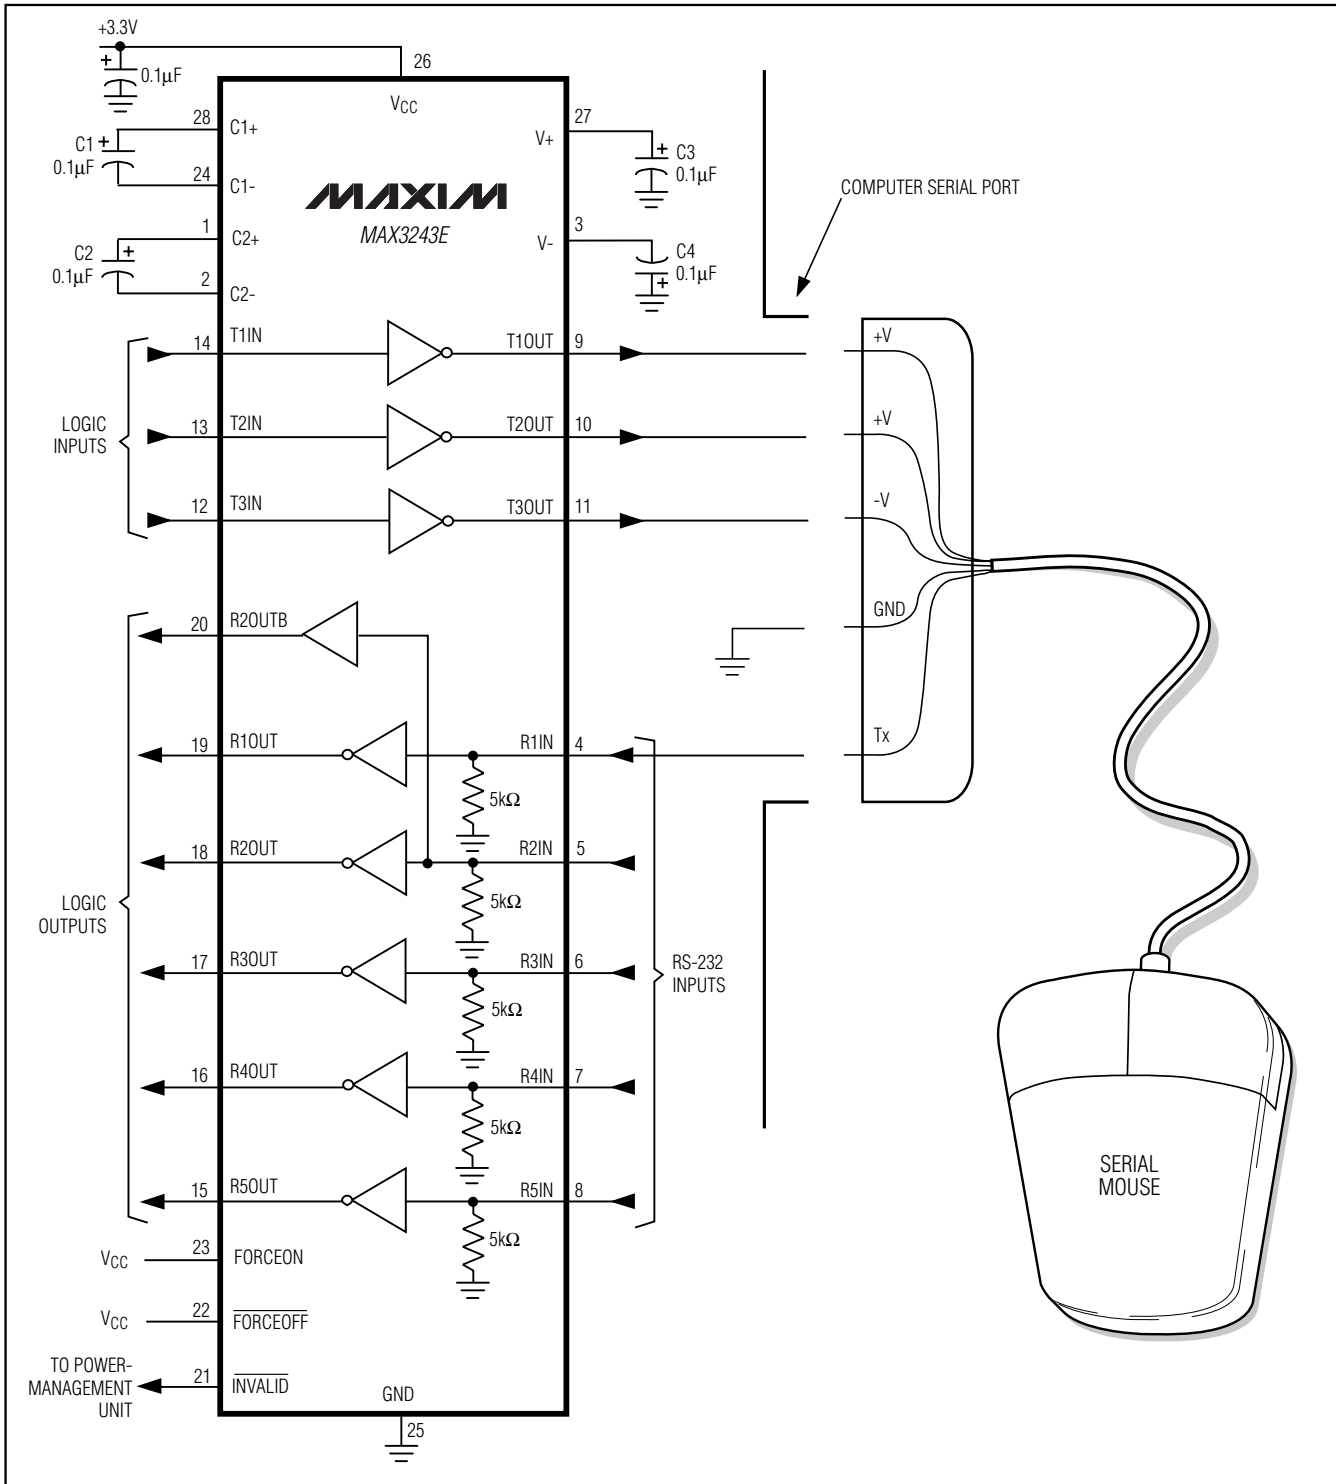 +3.3V
0.1μF
26
VCC
28
C1+
C1
0.1μF
24
C1-
1
C2+
C2
0.1μF
2
C2-
27
V+
C3
0.1μF
3
V-
C4
0.1μF
MAXIM
MAX3243E
COMPUTER SERIAL PORT
LOGIC
INPUTS
14
T1IN
T1OUT
9
+V
13
T2IN
T2OUT
10
+V
12
T3IN
T3OUT
11
-V
GND
20
R2OUTB
19
R1OUT
R1IN
4
Tx
5kΩ
18
R2OUT
R2IN
5
5kΩ
LOGIC
OUTPUTS
17
R3OUT
R3IN
6
5kΩ
RS-232
INPUTS
16
R4OUT
R4IN
7
5kΩ
15
R5OUT
R5IN
8
5kΩ
SERIAL
MOUSE
VCC
23
FORCEON
VCC
22
FORCEOFF
TO POWER-
MANAGEMENT
UNIT
21
INVALID
GND
25